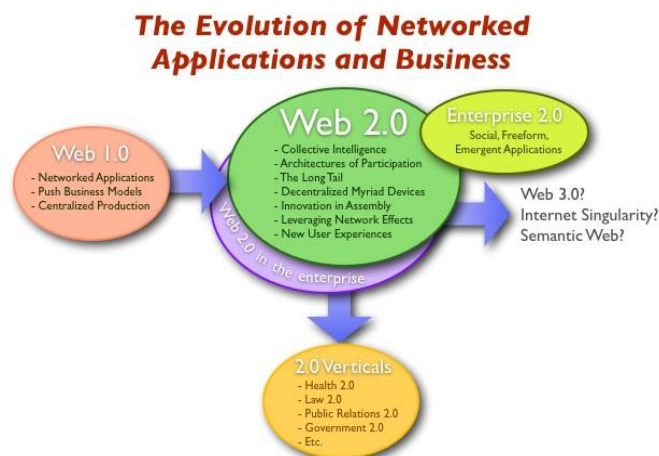 The Evolution of Networked
Applications and Business
Web 1.0
- Networked Applications
- Push Business Models
- Centralized Production
Web 2.0
- Collective Intelligence
- Architectures of Participation
- The Long Tail
- Decentralized Myriad Devices
- Innovation in Assembly
- Leveraging Network Effects
- New User Experiences
Web 2.0 in the enterprise
Enterprise 2.0
Social, Freeform,
Emergent Applications
Web 3.0?
Internet Singularity?
Semantic Web?
2.0 Verticals
- Health 2.0
- Law 2.0
- Public Relations 2.0
- Government 2.0
- Etc.